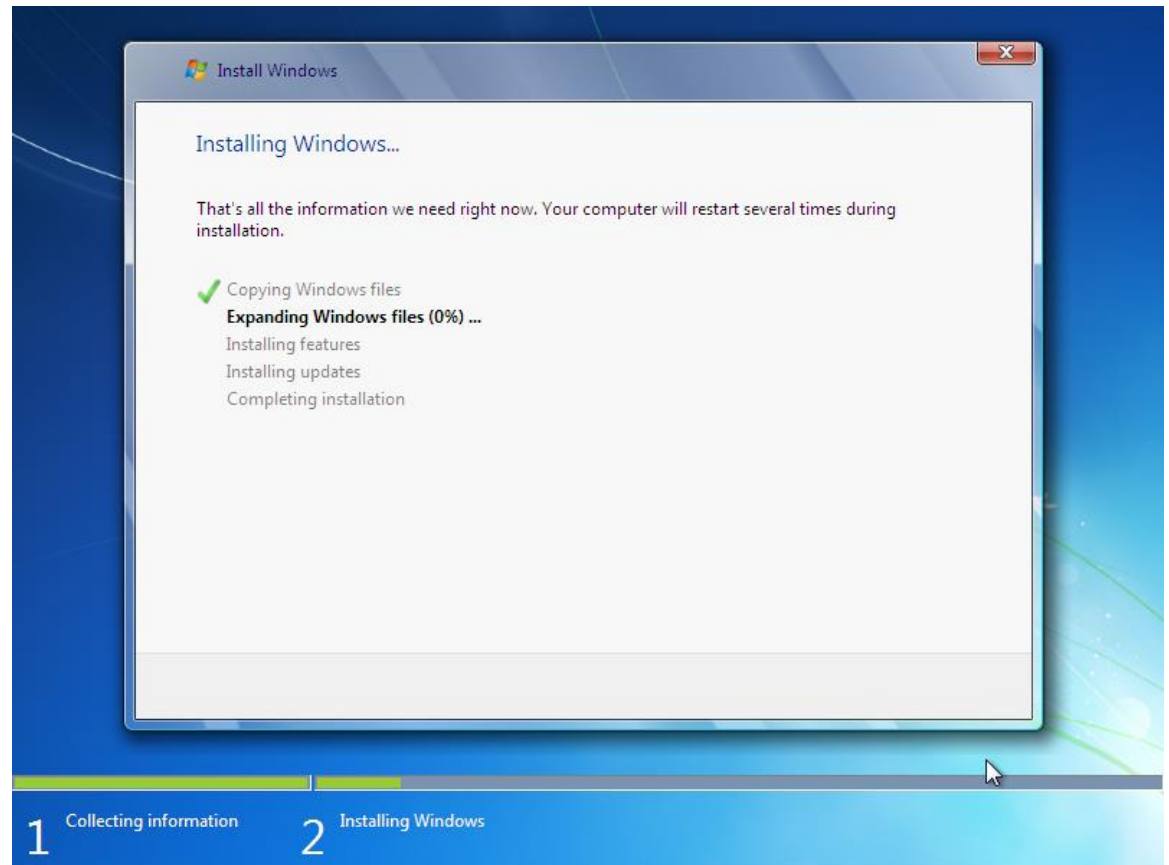 Install Windows
Installing Windows...
That's all the information we need right now. Your computer will restart several times during
installation.
Copying Windows files
Expanding Windows files (0%) ...
Installing features
Installing updates
Completing installation
1 Collecting information
2 Installing Windows